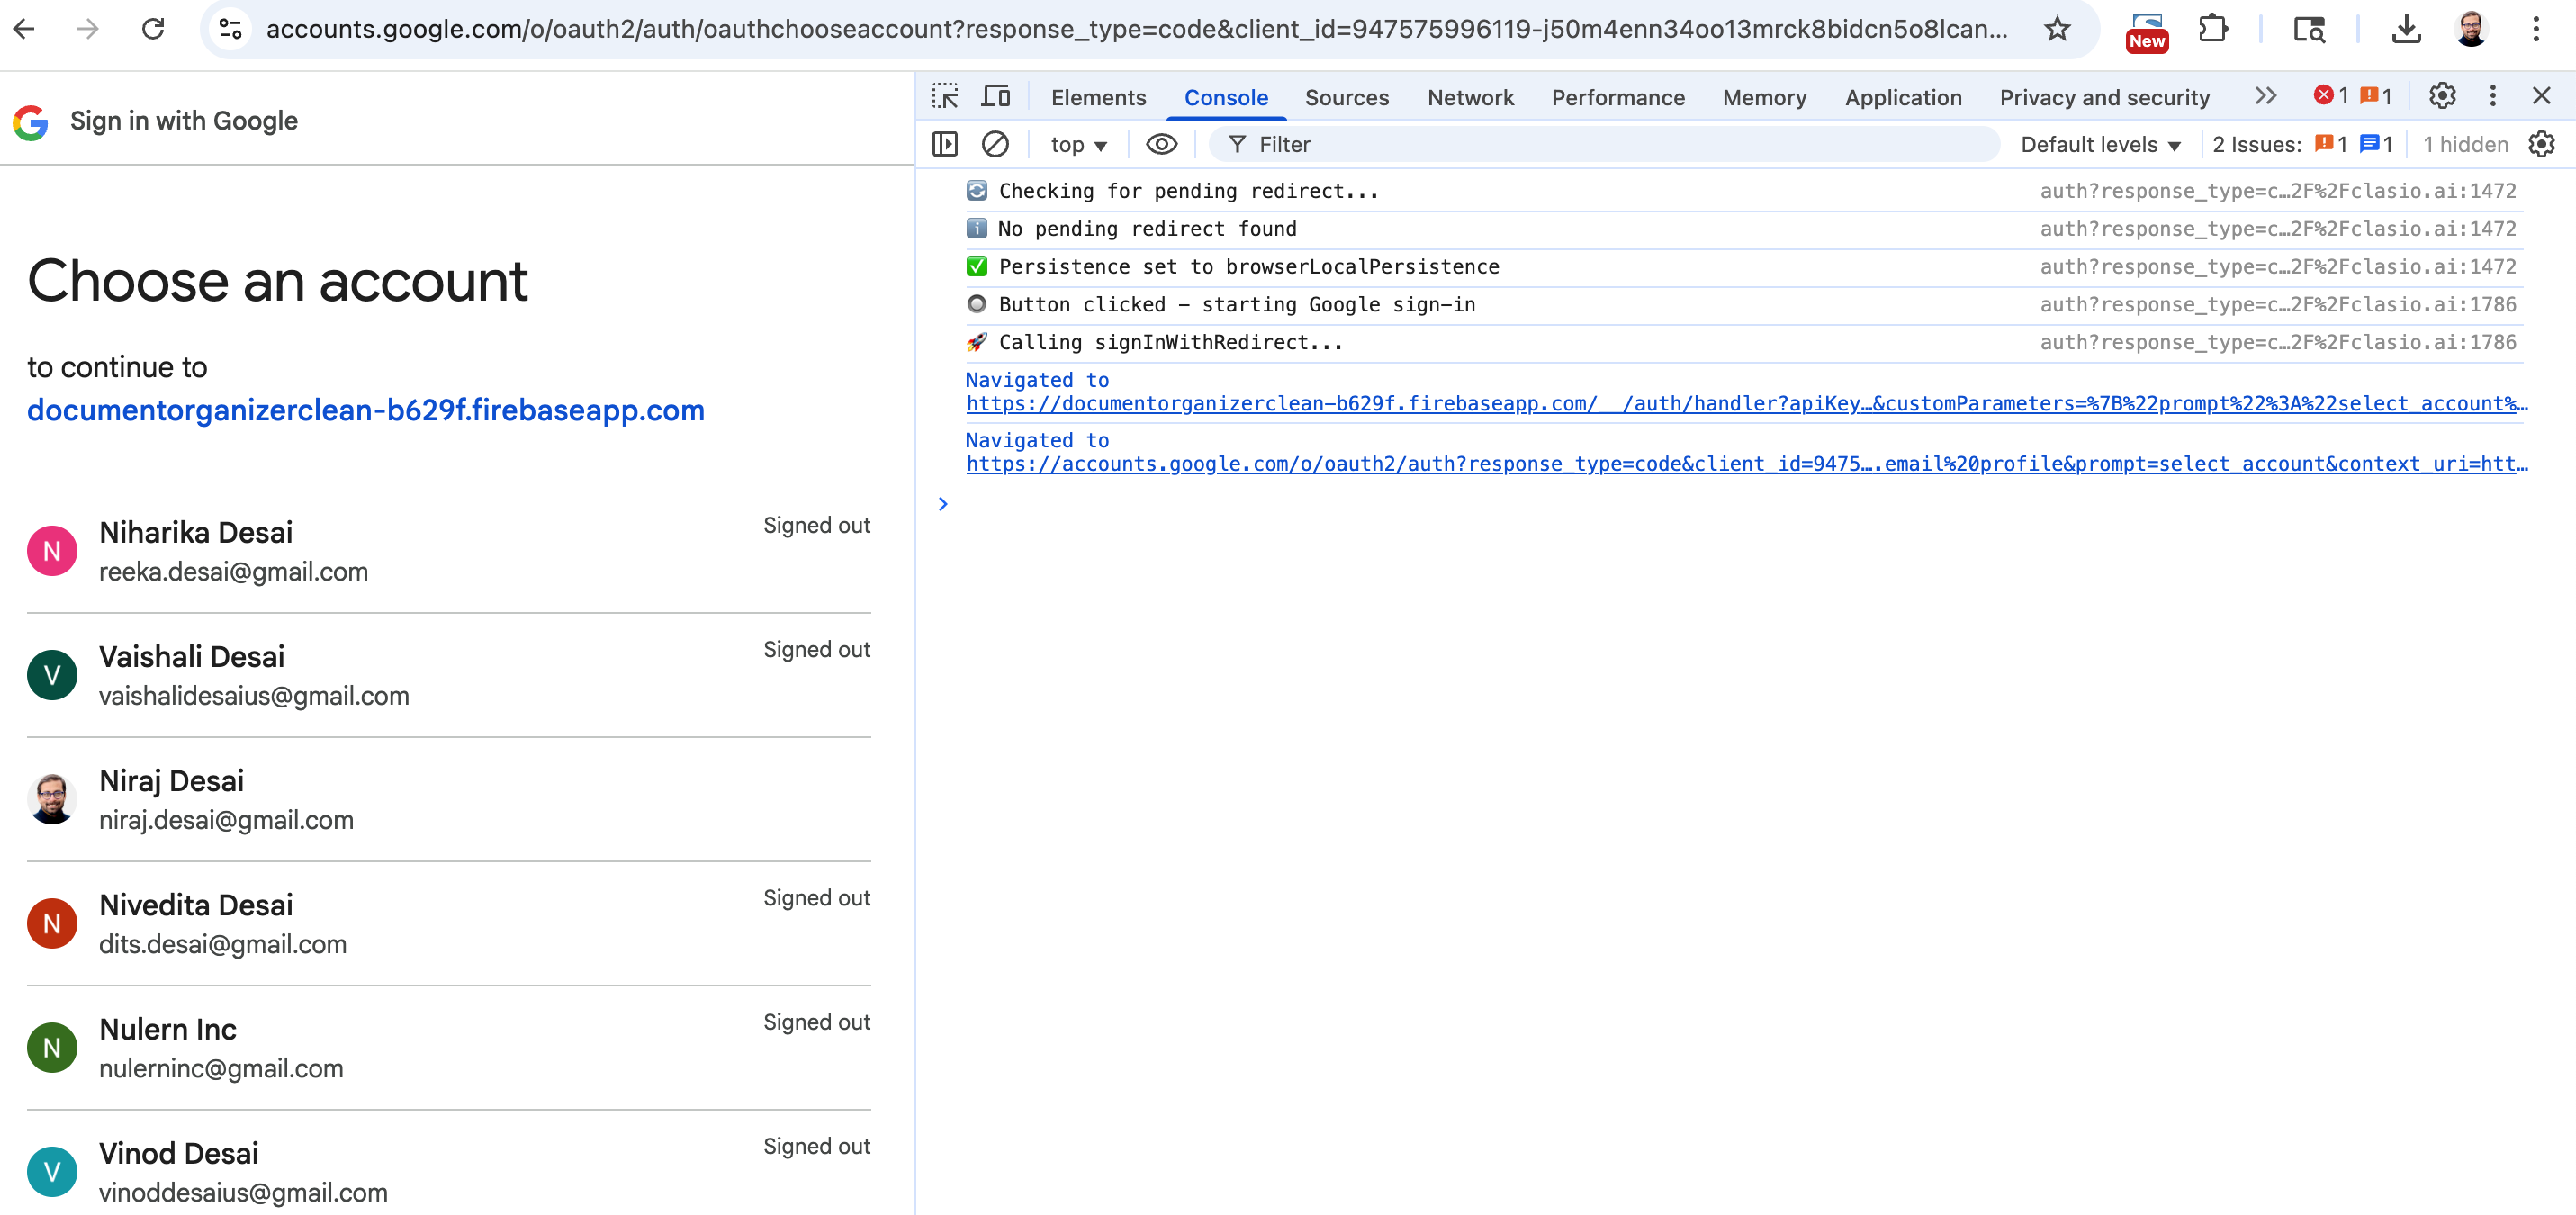 accounts.google.com/o/oauth2/auth/oauthchooseaccount?response_type=code&client_id=947575996119-j50m4enn34oo13mrck8bidcn5o8lcan...
New
Sign in with Google
Choose an account
to continue to
documentorganizerclean-b629f.firebaseapp.com
N
Niharika Desai
Signed out
reeka.desai@gmail.com
V
Vaishali Desai
Signed out
vaishalidesaius@gmail.com
Niraj Desai
niraj.desai@gmail.com
N
Nivedita Desai
Signed out
dits.desai@gmail.com
N
Nulern Inc
Signed out
nulerninc@gmail.com
V
Vinod Desai
Signed out
vinoddesaius@gmail.com
Elements Console Sources Network Performance Memory Application Privacy and security 1 1
top Filter Default levels 2 Issues: 1 1 1 hidden
Checking for pending redirect... auth?response_type=c…2F%2Fclasio.ai:1472
No pending redirect found auth?response_type=c…2F%2Fclasio.ai:1472
Persistence set to browserLocalPersistence auth?response_type=c…2F%2Fclasio.ai:1472
Button clicked - starting Google sign-in auth?response_type=c…2F%2Fclasio.ai:1786
Calling signInWithRedirect... auth?response_type=c…2F%2Fclasio.ai:1786
Navigated to
https://documentorganizerclean-b629f.firebaseapp.com/__/auth/handler?apiKey…&customParameters=%7B%22prompt%22%3A%22select_account%…
Navigated to
https://accounts.google.com/o/oauth2/auth?response_type=code&client_id=9475….email%20profile&prompt=select_account&context_uri=htt…